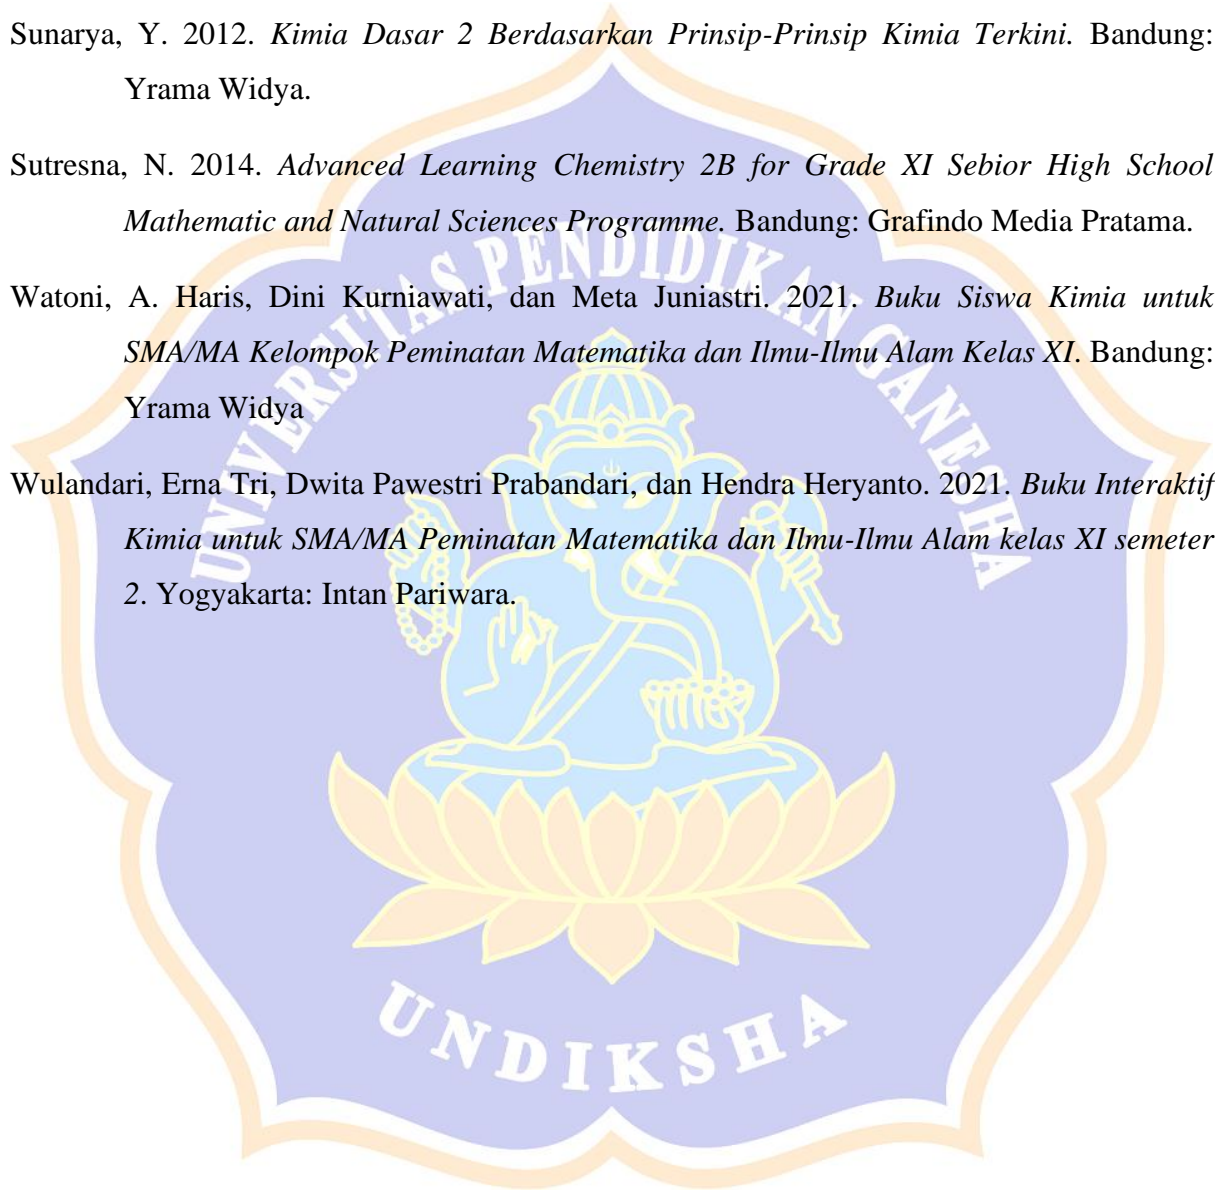 Sunarya, Y. 2012. Kimia Dasar 2 Berdasarkan Prinsip-Prinsip Kimia Terkini. Bandung:
Yrama Widya.
Sutresna, N. 2014. Advanced Learning Chemistry 2B for Grade XI Sebior High School
Mathematic and Natural Sciences Programme. Bandung: Grafindo Media Pratama.
Watoni, A. Haris, Dini Kurniawati, dan Meta Juniastri. 2021. Buku Siswa Kimia untuk
SMA/MA Kelompok Peminatan Matematika dan Ilmu-Ilmu Alam Kelas XI. Bandung:
Yrama Widya
Wulandari, Erna Tri, Dwita Pawestri Prabandari, dan Hendra Heryanto. 2021. Buku Interaktif
Kimia untuk SMA/MA Peminatan Matematika dan Ilmu-Ilmu Alam kelas XI semeter
2. Yogyakarta: Intan Pariwara.
UNIVERSITAS PENDIDIKAN GANESHA
UNDIKSHA